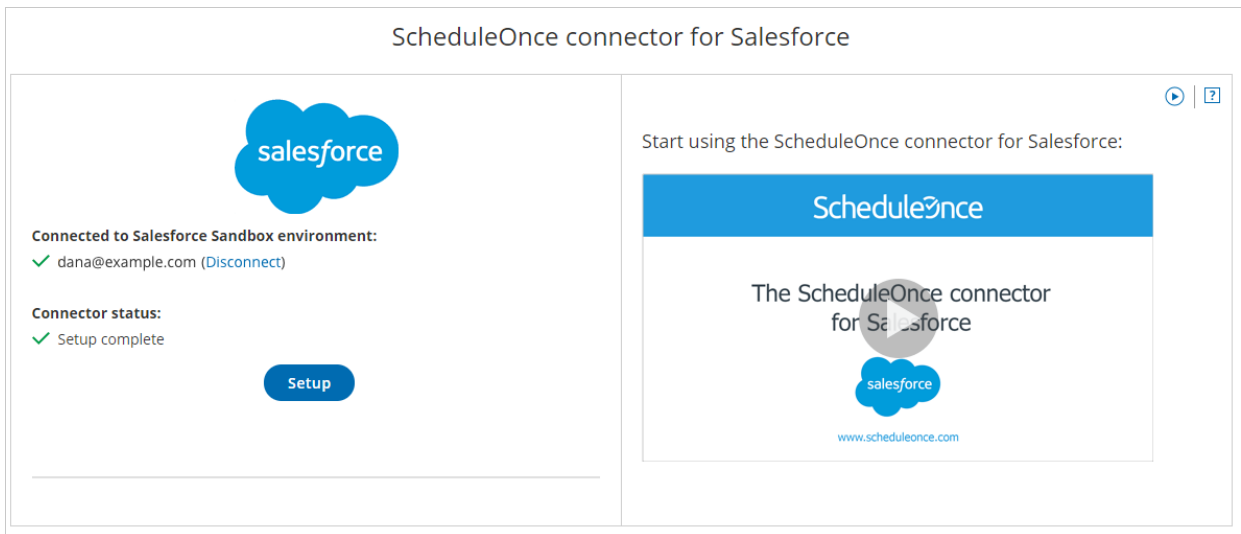 ScheduleOnce connector for Salesforce
salesforce
Connected to Salesforce Sandbox environment:
dana@example.com (Disconnect)
Connector status:
Setup complete
Setup
?
Start using the ScheduleOnce connector for Salesforce:
ScheduleOnce
The ScheduleOnce connector
for Salesforce
salesforce
www.scheduleonce.com